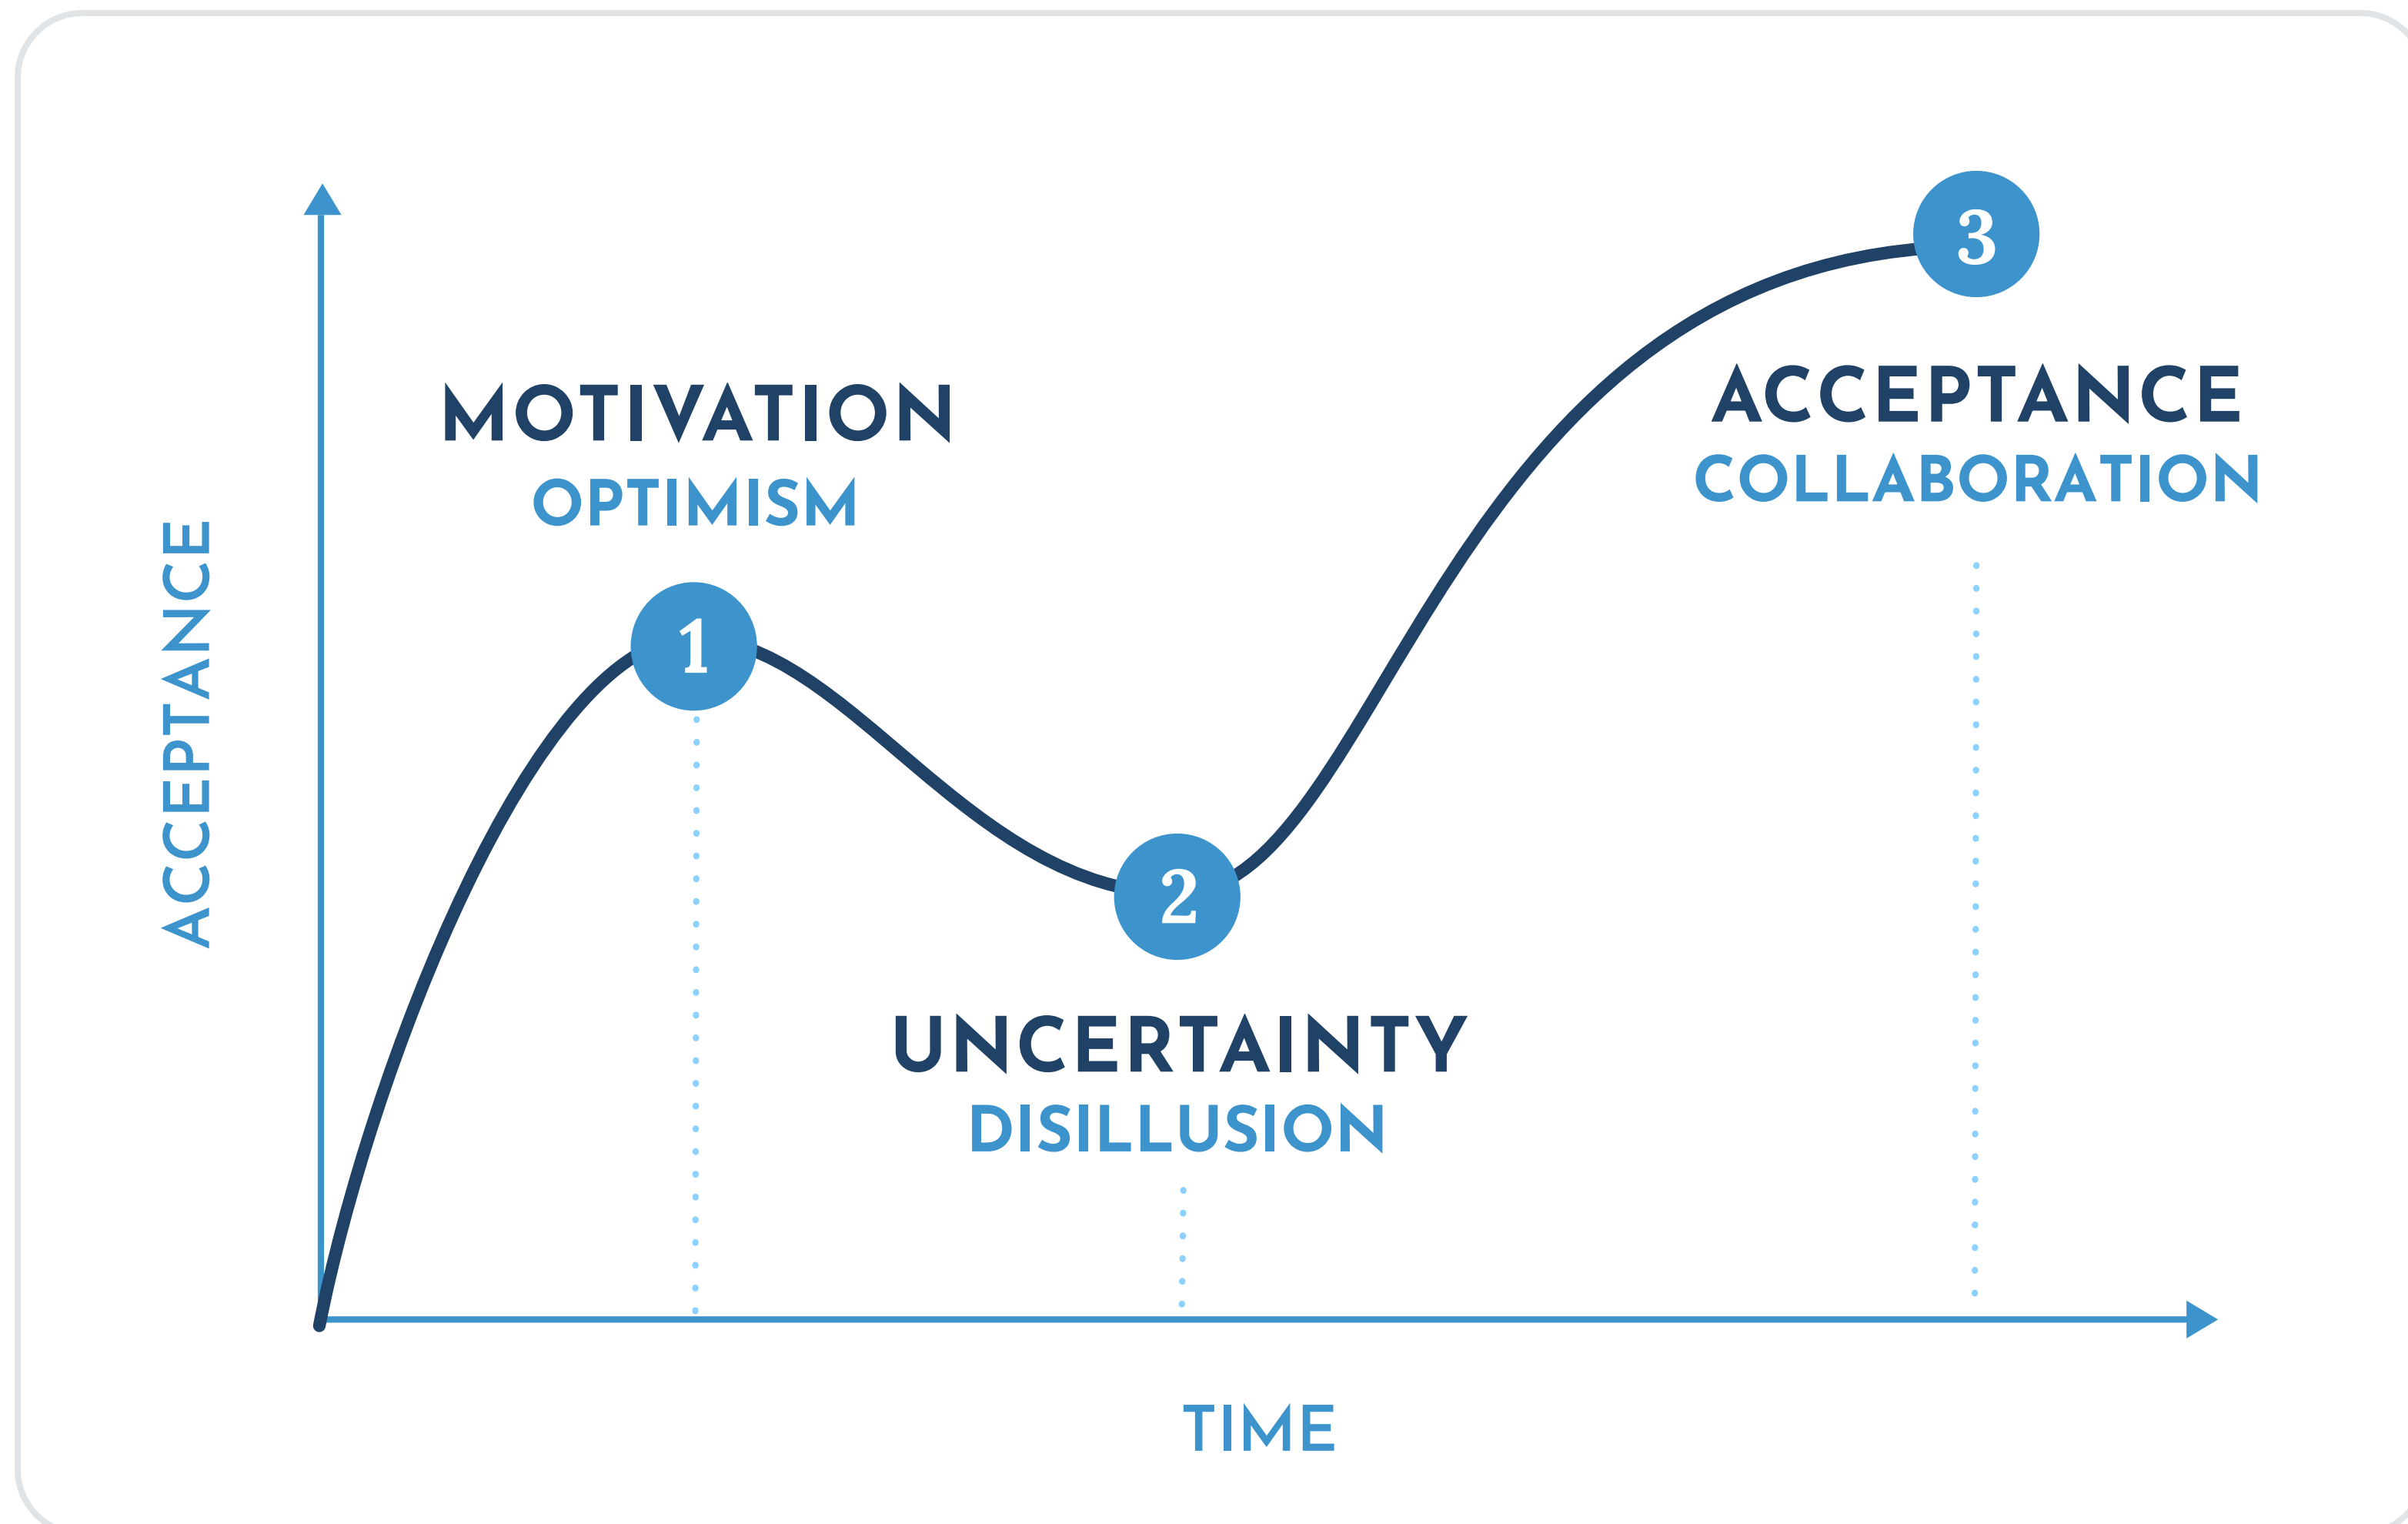 3
ACCEPTANCE
COLLABORATION
MOTIVATION
OPTIMISM
1
ACCEPTANCE
2
UNCERTAINTY
DISILLUSION
TIME